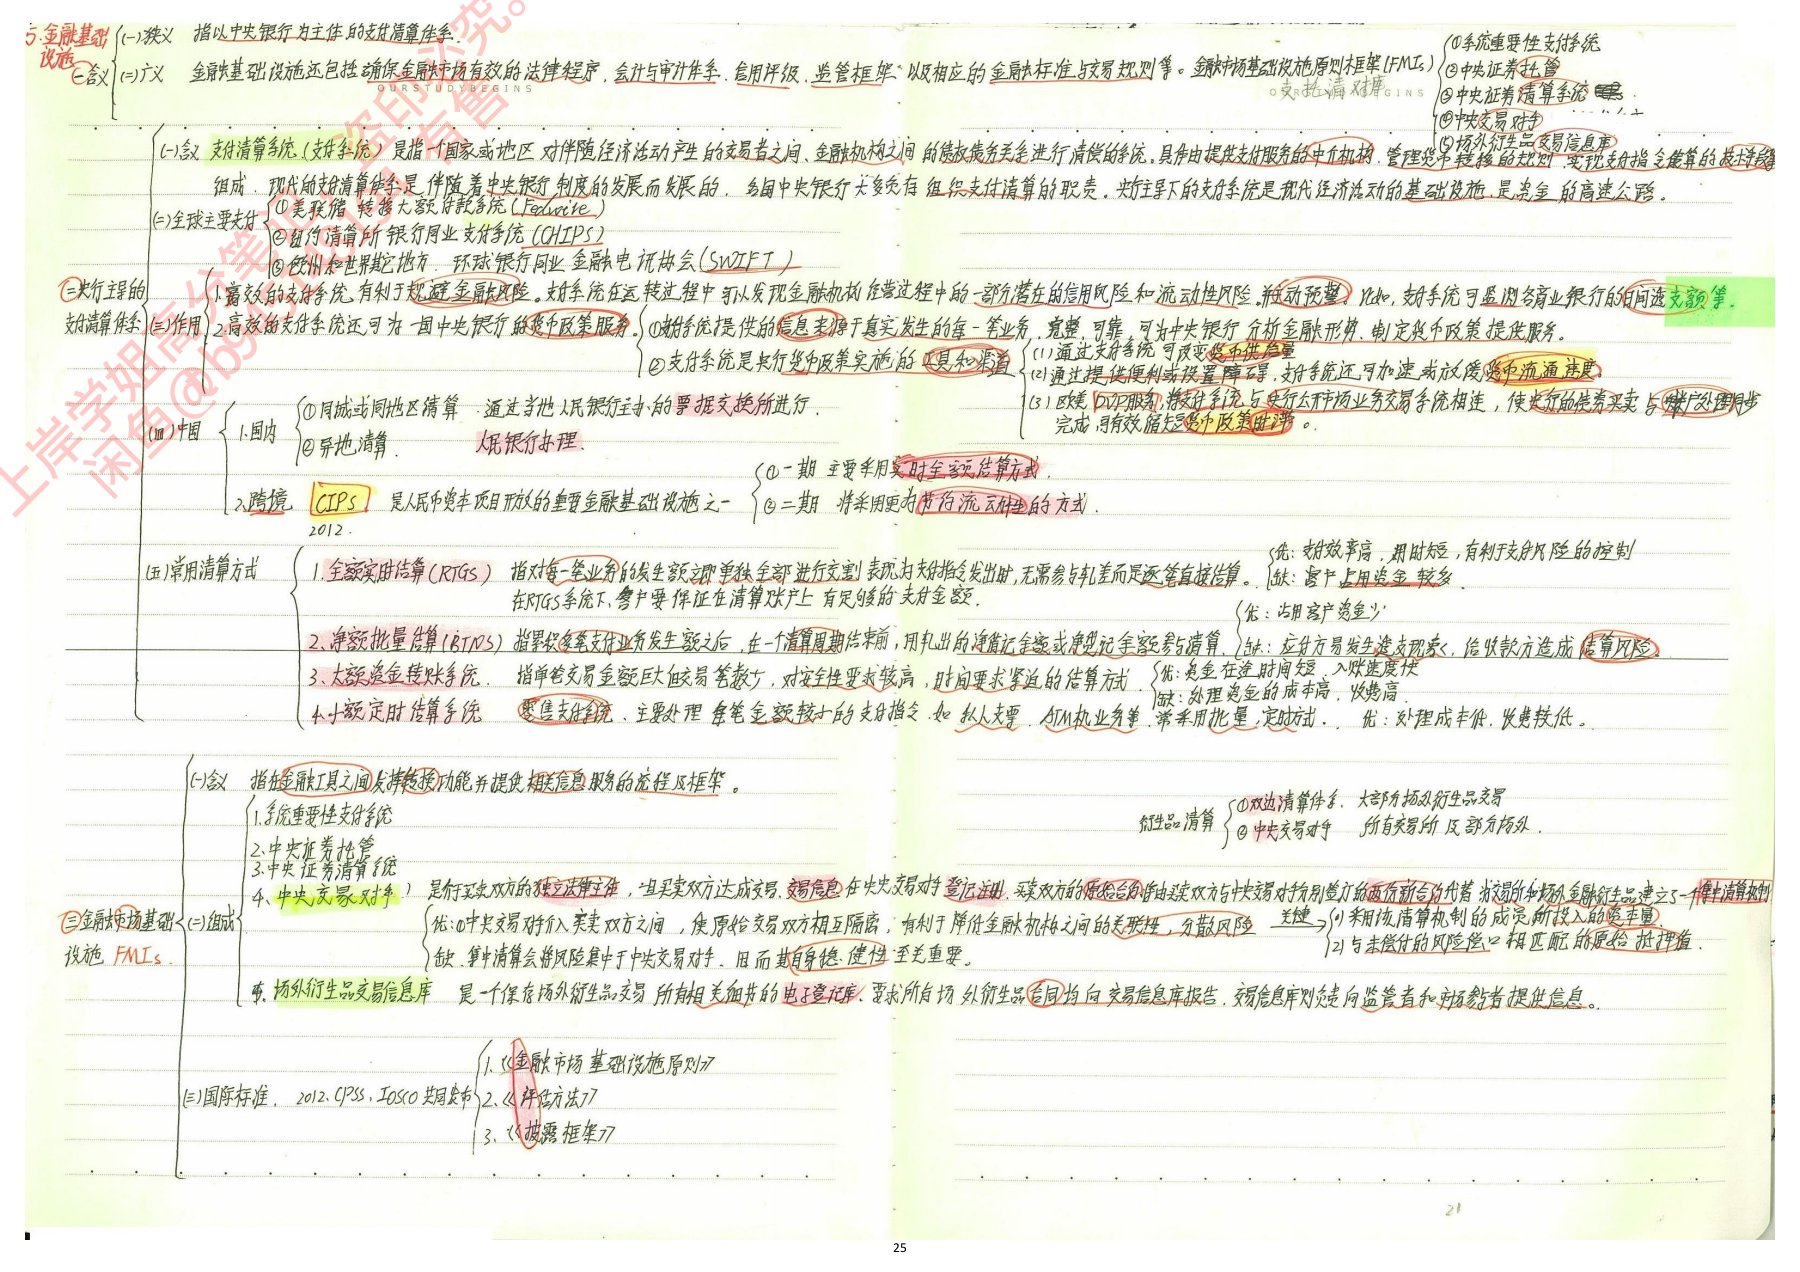 5.金融基础设施
㊀含义
(一)狭义 指以中央银行为主体的支付清算体系.
(二)广义 金融基础设施还包括确保金融市场有效的法律程序,会计与审计体系,信用评级,监管框架以及相应的金融标准与交易规则等。金融市场基础设施原则框架(FMIs)
①系统重要性支付系统
②中央证券托管
③中央证券清算系统
④中央交易对手
⑤场外衍生品交易信息库
支托清对库
OURSTUDYBEGINS
OURSTUDYBEGINS
㊁央行主导的支付清算体系
(一)含义 支付清算系统(支付系统)是指一个国家或地区对伴随经济活动产生的交易者之间、金融机构之间的债权债务关系进行清偿的系统。具体由提供支付服务的中介机构,管理货币转移的规则,实现支付指令清算的技术手段
组成,现代的支付清算体系是伴随着中央银行制度的发展而发展的,各国中央银行大多负有组织支付清算的职责。央行主导下的支付系统是现代经济活动的基础设施,是资金的高速公路。
(二)全球主要支付
①美联储 转移大额付款系统(Fedwire)
②纽约清算所 银行同业支付系统(CHIPS)
③欧洲和世界其它地方.环球银行同业金融电讯协会(SWIFT)
(三)作用
1.高效的支付系统,有利于规避金融风险。支付系统在运转过程中可以发现金融机构经营过程中的一部分潜在的信用风险和流动性风险。并自动预警,
支付系统可监测各商业银行的日间透支额等.
2.高效的支付系统还可为一国中央银行的货币政策服务。
①支付系统提供的信息来源于真实发生的每一笔业务,完整,可靠,可为中央银行分析金融形势、制定货币政策提供服务。
②支付系统是央行货币政策实施的工具和渠道
(1)通过支付系统可改变货币供给量
(2)通过提供便利或设置障碍,支付系统还可加速或放缓货币流通速度.
(3)欧美 将支付系统与央行公开市场业务交易系统相连,使央行的债券买卖与账户处理同步
完成,可有效缩短货币政策时滞。
(四)中国
1.国内
①同城或同地区清算 通过当地人民银行主办的票据交换所进行.
②异地清算. 人民银行办理.
2.跨境 CIPS 是人民币资本项目开放的重要金融基础设施之一
2012.
①一期 主要采用实时全额结算方式.
②二期 将采用更为节约流动性的方式.
(五)常用清算方式
1.全额实时结算(RTGS) 指对每一笔业务的发生额立即单独全部进行交割,表现为支付指令发出时,无需参与轧差而是逐笔直接结算。
在RTGS系统下,客户要保证在清算账户上有足够的支付金额.
优:支付效率高,用时短,有利于支付风险的控制
缺:客户占用资金较多.
2.净额批量结算(BTNS) 指累积多笔支付业务发生额之后,在一个清算周期结束前,用轧出的净借记金额或净贷记金额参与清算.
优:占用客户资金少
缺:应付方易发生透支现象,给收款方造成结算风险。
3.大额资金转账系统. 指单笔交易金额巨大但交易笔数少,对安全性要求较高,时间要求紧迫的结算方式.
优:资金在途时间短、入账速度快
缺:处理资金的成本高,收费高.
4.小额定时结算系统 零售支付系统.主要处理每笔金额较小的支付指令.如私人支票.ATM机业务等,常采用批量,定时方式. 优:处理成本低,收费较低。
㊂金融市场基础设施 FMIs.
(一)含义 指在金融工具之间发挥转换功能并提供相关信息服务的流程及框架。
(二)组成
1.系统重要性支付系统
2.中央证券托管
3.中央证券清算系统
衍生品清算
①双边清算体系.大部分场外衍生品交易
②中央交易对手 所有交易所及部分场外.
4.中央交易对手 是介于买卖双方的独立法律主体,一旦买卖双方达成交易,交易信息在中央交易对手登记注册,买卖双方的原始合约将由买卖双方与中央交易对手分别签订的两份新合约代替,为交易所和场外金融衍生品建立了一个集中清算机制
优:①中央交易对手介入买卖双方之间,使原始交易双方相互隔离,有利于降低金融机构之间的关联性,分散风险
关键
(1)采用该清算机制的成员所投入的资本量.
(2)与未偿付的风险敞口相匹配的原始抵押值.
缺.集中清算会将风险集中于中央交易对手.因而其自身稳健性至关重要。
5.场外衍生品交易信息库 是一个保存场外衍生品交易所有相关细节的电子登记库.要求所有场外衍生品合同均向交易信息库报告,交易信息库则负责向监管者和市场参与者提供信息。
(三)国际标准. 2012.CPSS、IOSCO共同发布
1.《金融市场基础设施原则》
2.《评估方法》
3.《披露框架》
上岸学姐高分笔记
盗印必究。
21
25